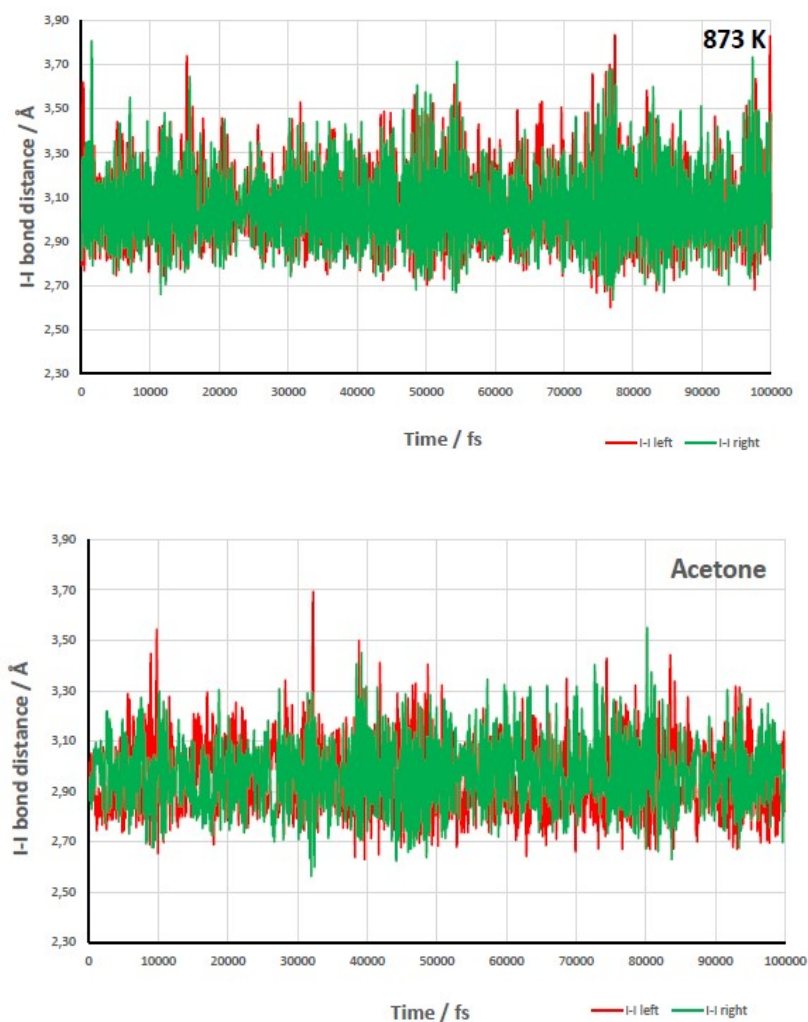 3,90
873 K
3,70
3,50
3,30
3,10
2,90
2,70
2,50
2,30
I-I bond distance / Å
0 10000 20000 30000 40000 50000 60000 70000 80000 90000 100000
Time / fs
I-I left I-I right
3,90
Acetone
3,70
3,50
3,30
3,10
2,90
2,70
2,50
2,30
I-I bond distance / Å
0 10000 20000 30000 40000 50000 60000 70000 80000 90000 100000
Time / fs
I-I left I-I right